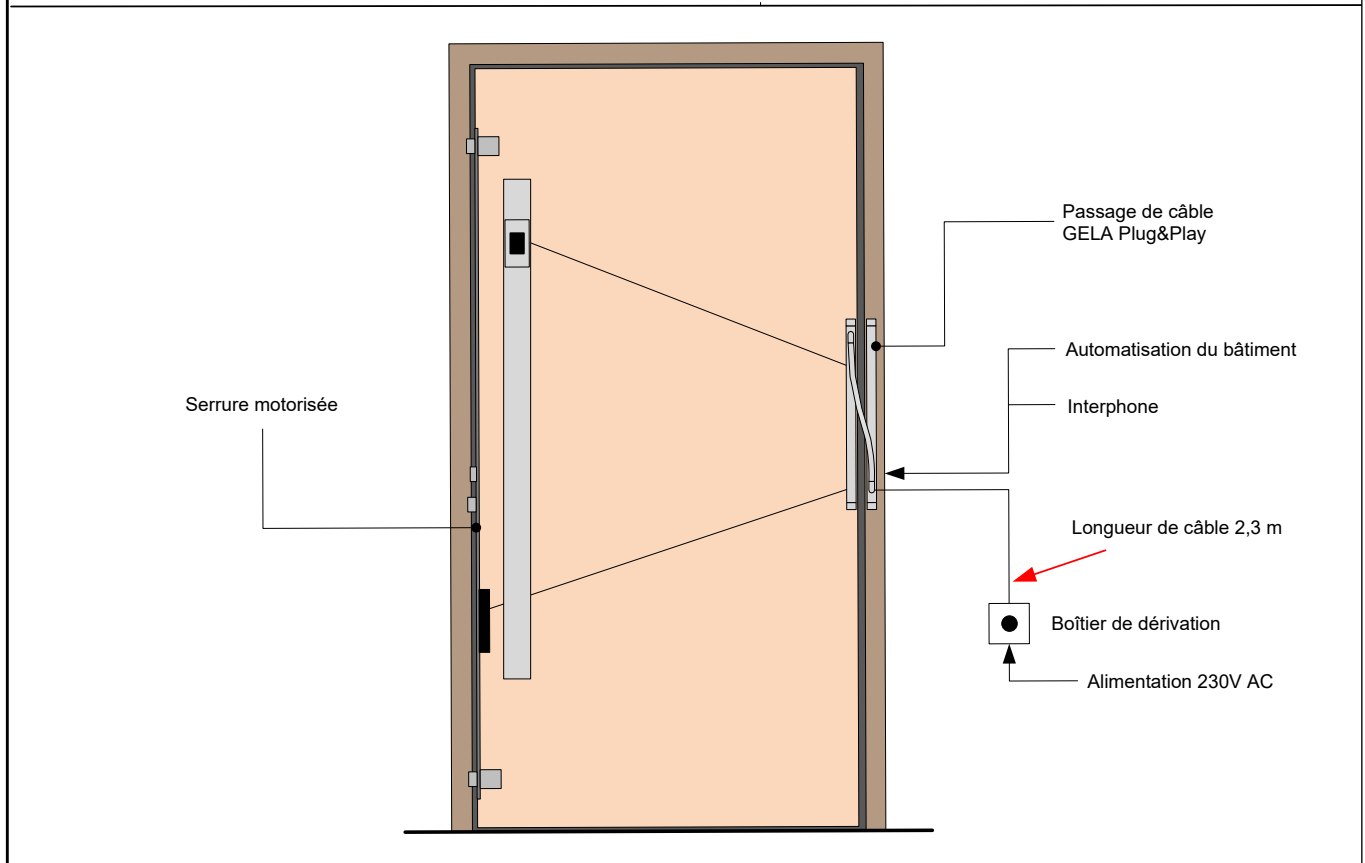 Passage de câble
GELA Plug&Play
Automatisation du bâtiment
Serrure motorisée
Interphone
Longueur de câble 2,3 m
Boîtier de dérivation
Alimentation 230V AC